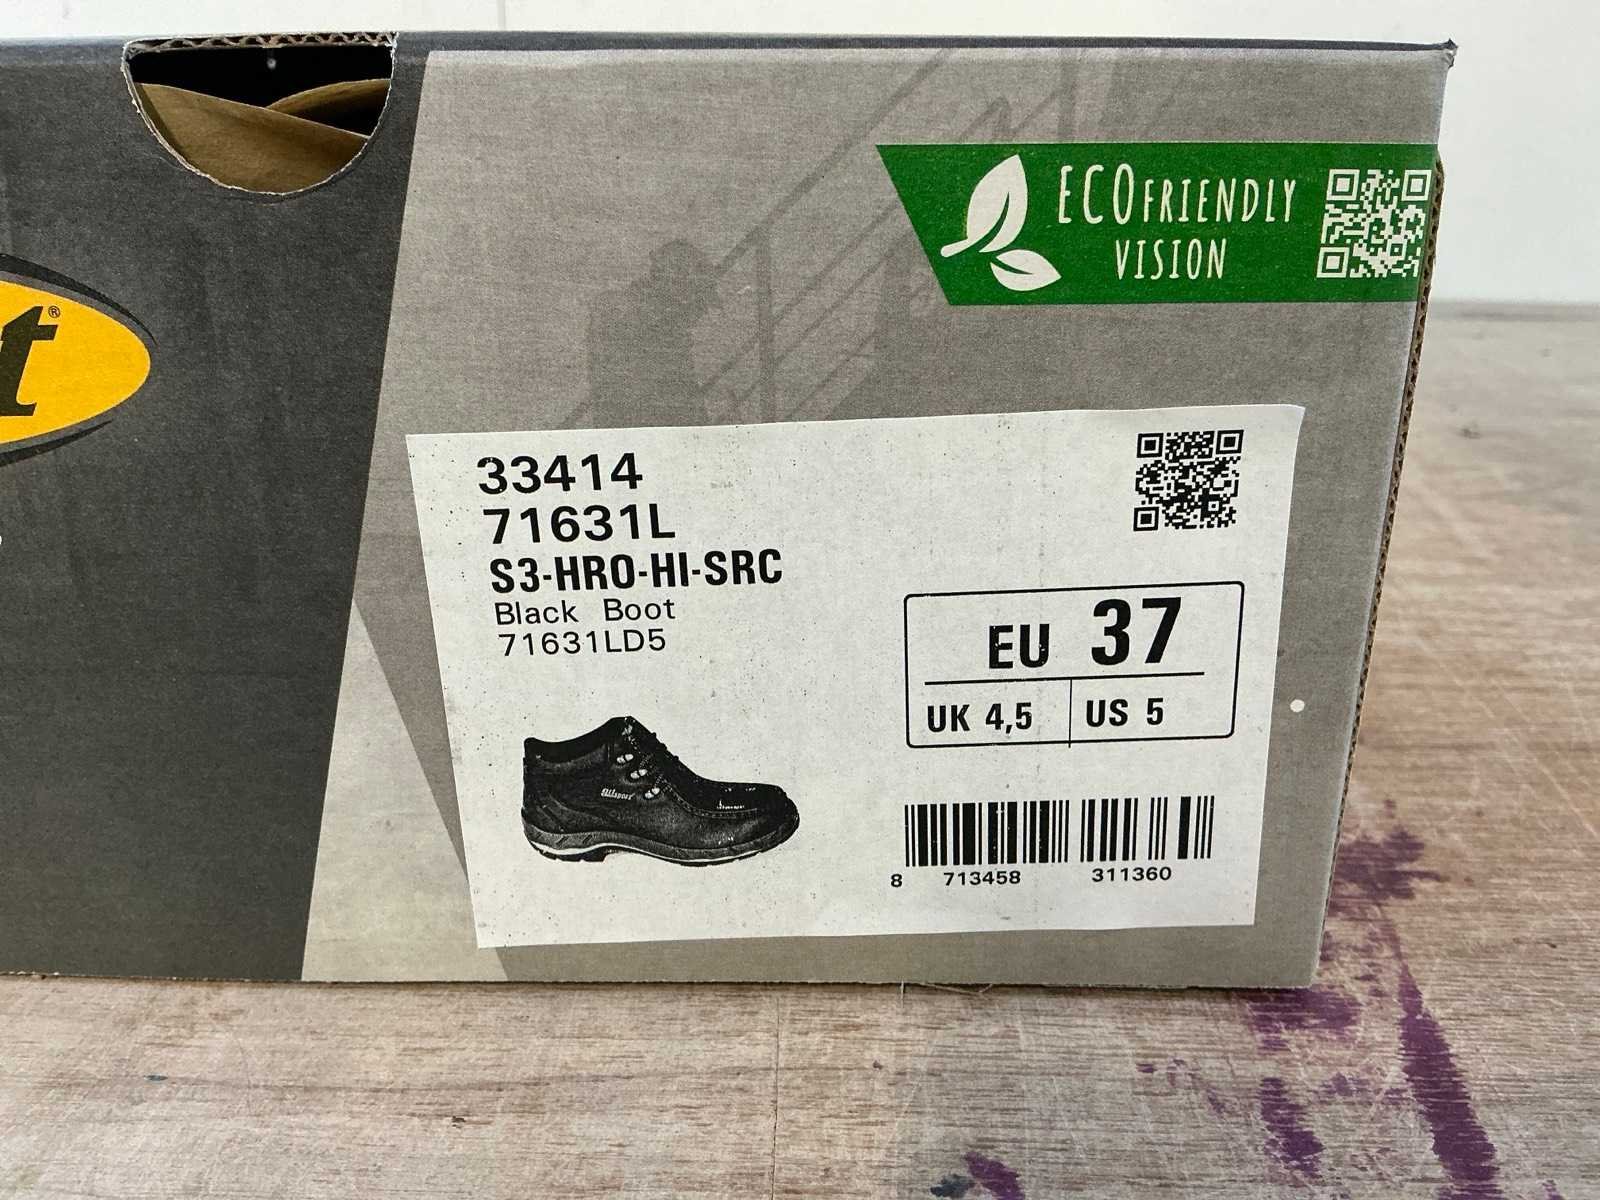 ECOFRIENDLY
VISION
t®
33414
71631L
S3-HRO-HI-SRC
Black Boot
71631LD5
EU 37
UK 4,5 US 5
8 713458 311360